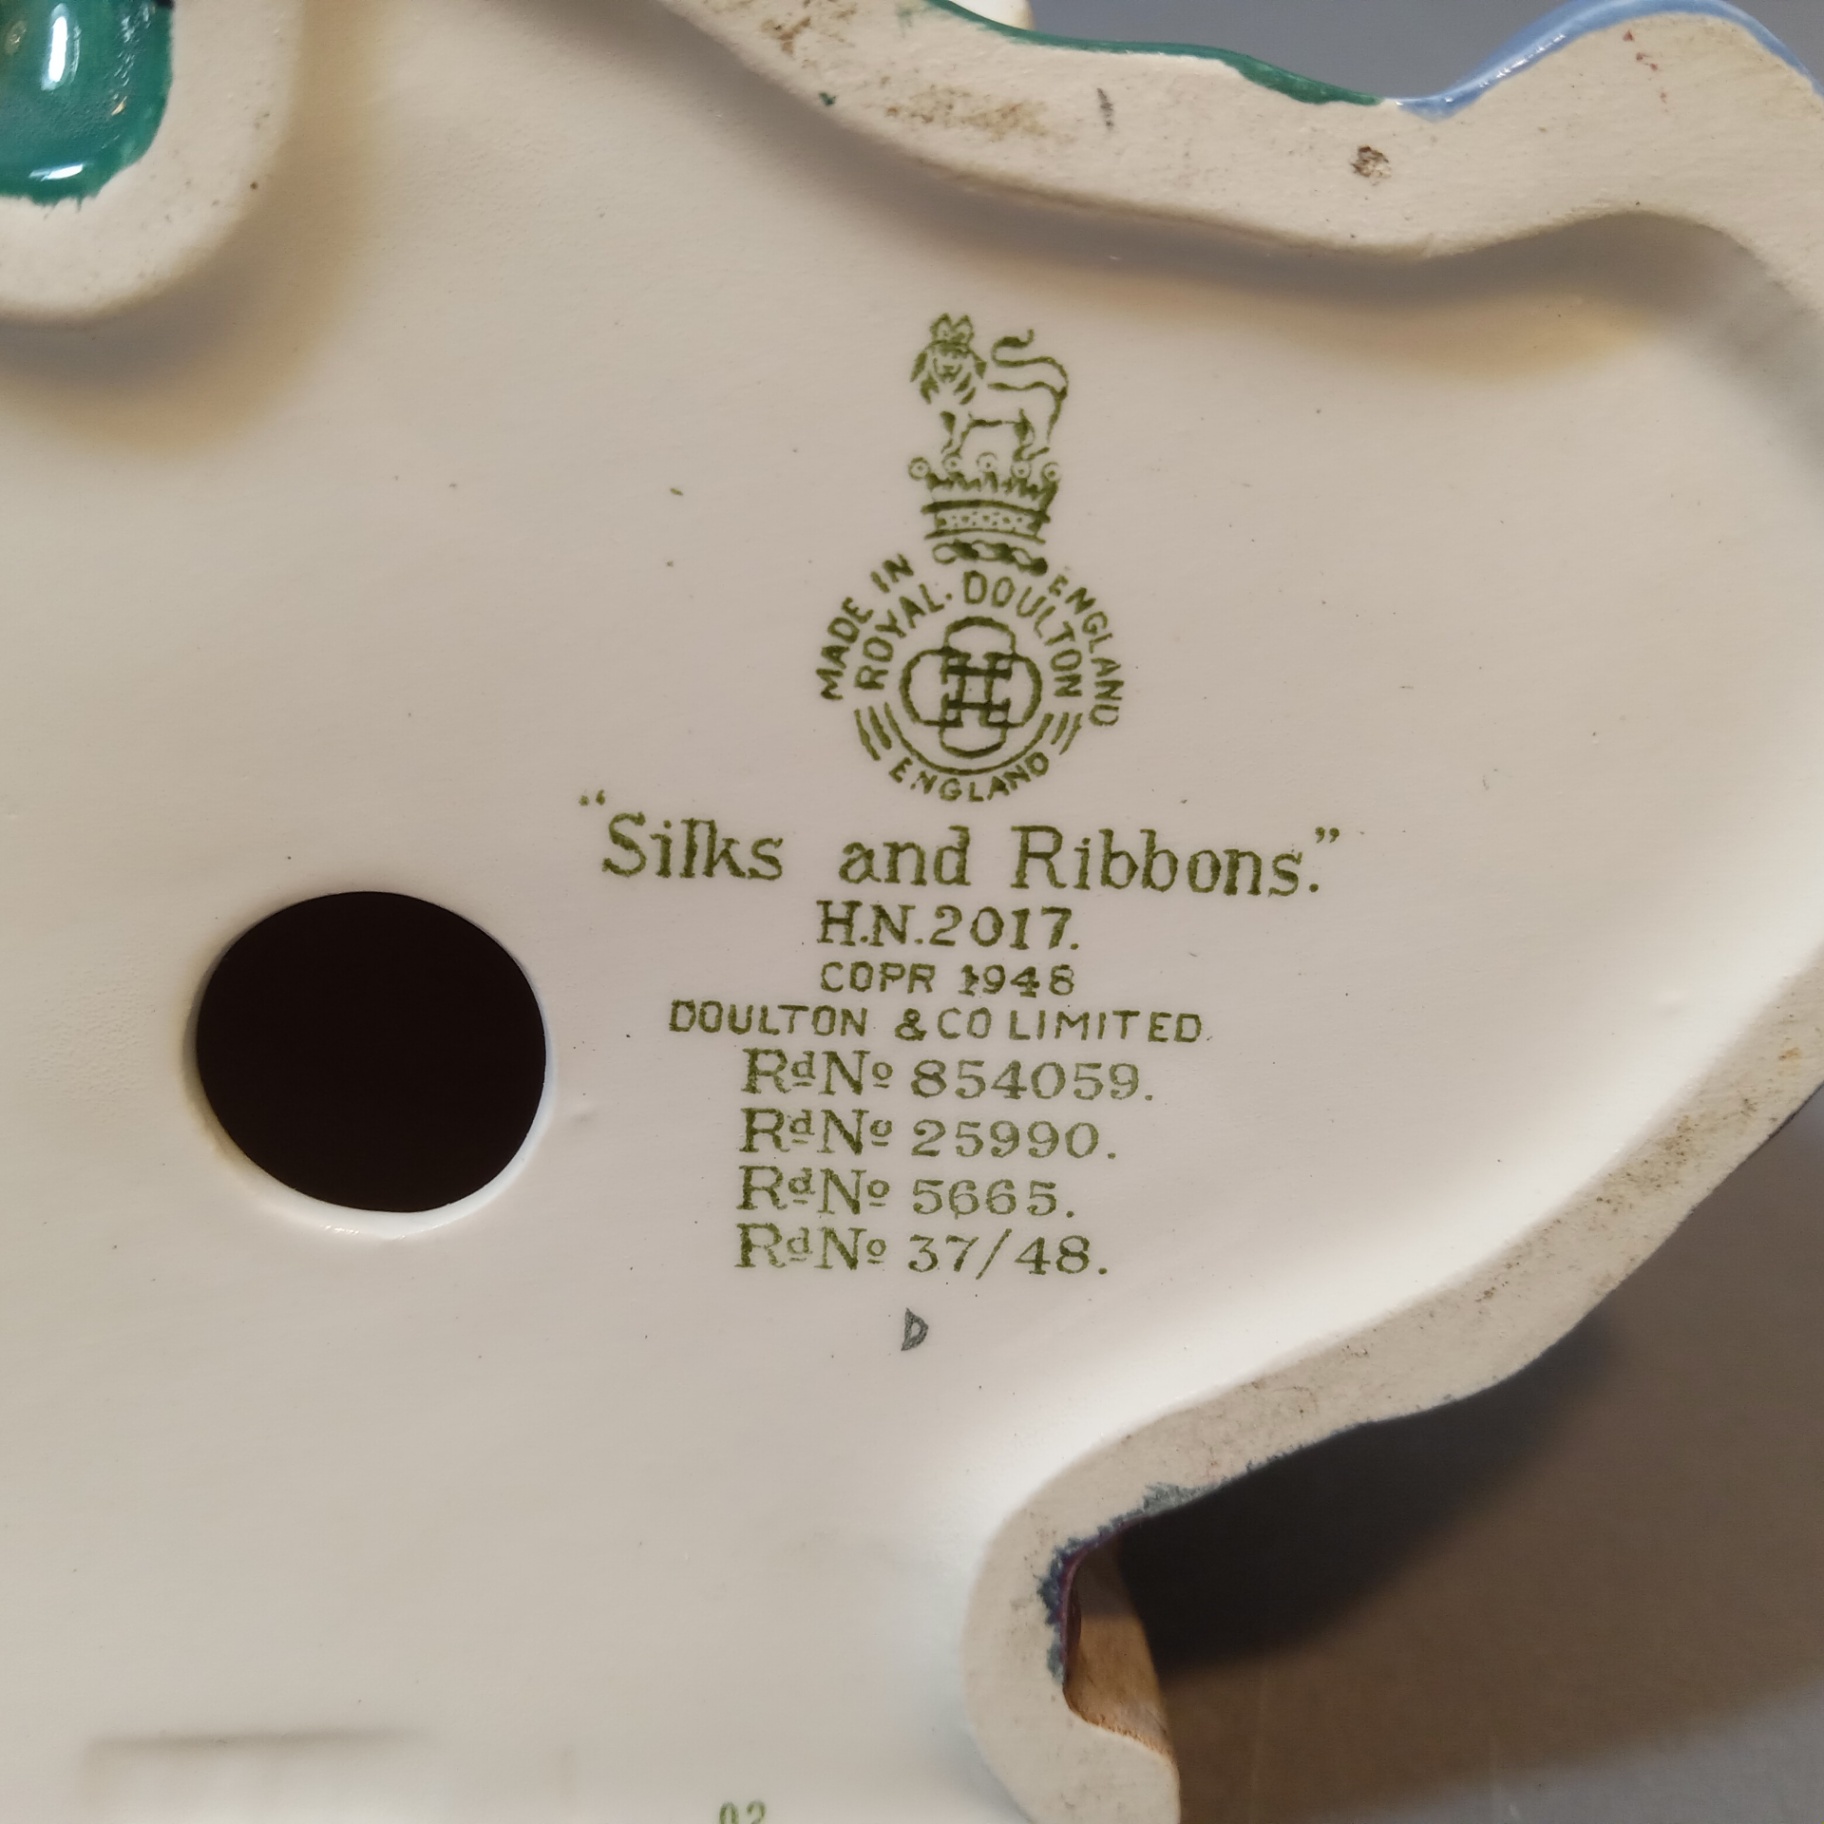 MADE IN ENGLAND
ROYAL. DOULTON
ENGLAND
“Silks and Ribbons.”
H.N.2017.
COPR 1948
DOULTON & CO LIMITED.
RdNo 854059.
RdNo 25990.
RdNo 5665.
RdNo 37/48.
D